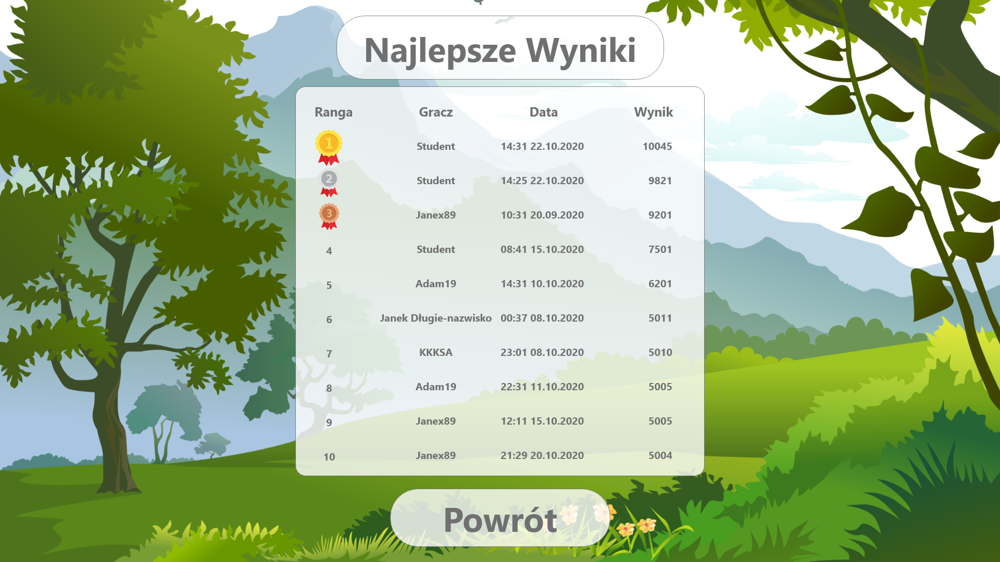 Najlepsze Wyniki
Ranga Gracz Data Wynik
1 Student 14:31 22.10.2020 10045
2 Student 14:25 22.10.2020 9821
3 Janex89 10:31 20.09.2020 9201
4 Student 08:41 15.10.2020 7501
5 Adam19 14:31 10.10.2020 6201
6 Janek Długie-nazwisko 00:37 08.10.2020 5011
7 KKKSA 23:01 08.10.2020 5010
8 Adam19 22:31 11.10.2020 5005
9 Janex89 12:11 15.10.2020 5005
10 Janex89 21:29 20.10.2020 5004
Powrót